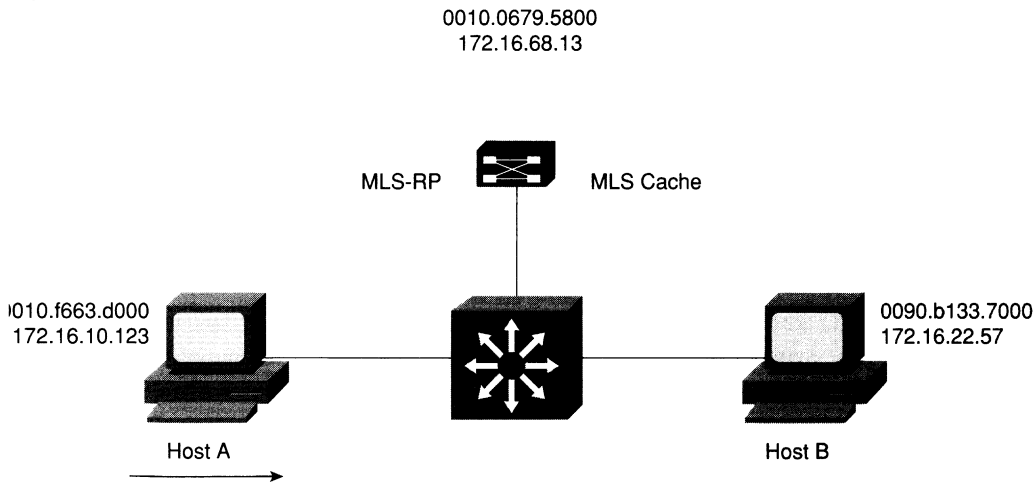 0010.0679.5800
172.16.68.13
MLS-RP
MLS Cache
0010.f663.d000
172.16.10.123
0090.b133.7000
172.16.22.57
Host A
Host B